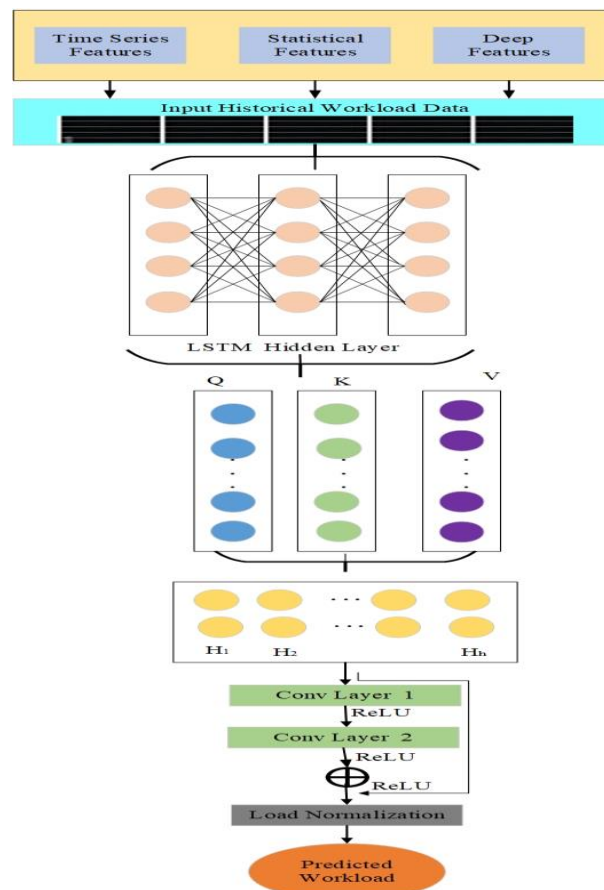 Time Series Features
Statistical Features
Deep Features
Input Historical Workload Data
LSTM Hidden Layer
Q
K
V
H₁
H₂
Hₕ
Conv Layer 1
ReLU
Conv Layer 2
ReLU
ReLU
Load Normalization
Predicted
Workload